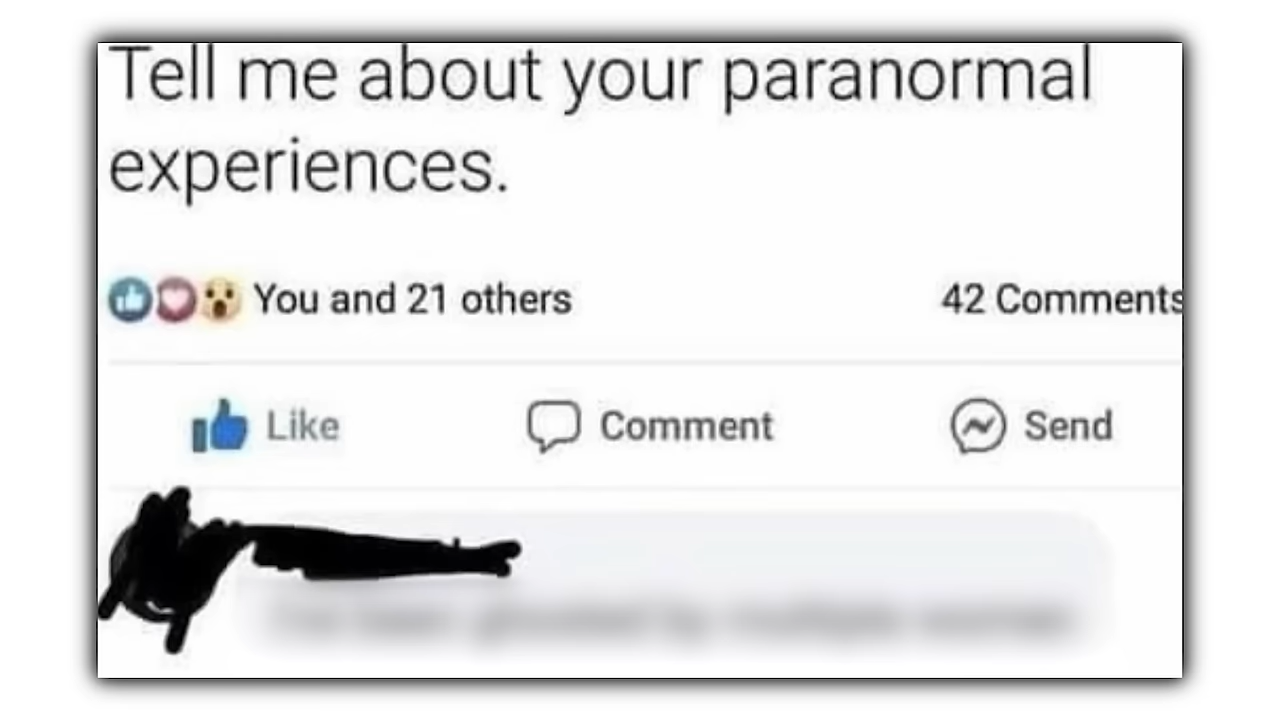 Tell me about your paranormal
experiences.
You and 21 others 42 Comments
Like Comment Send